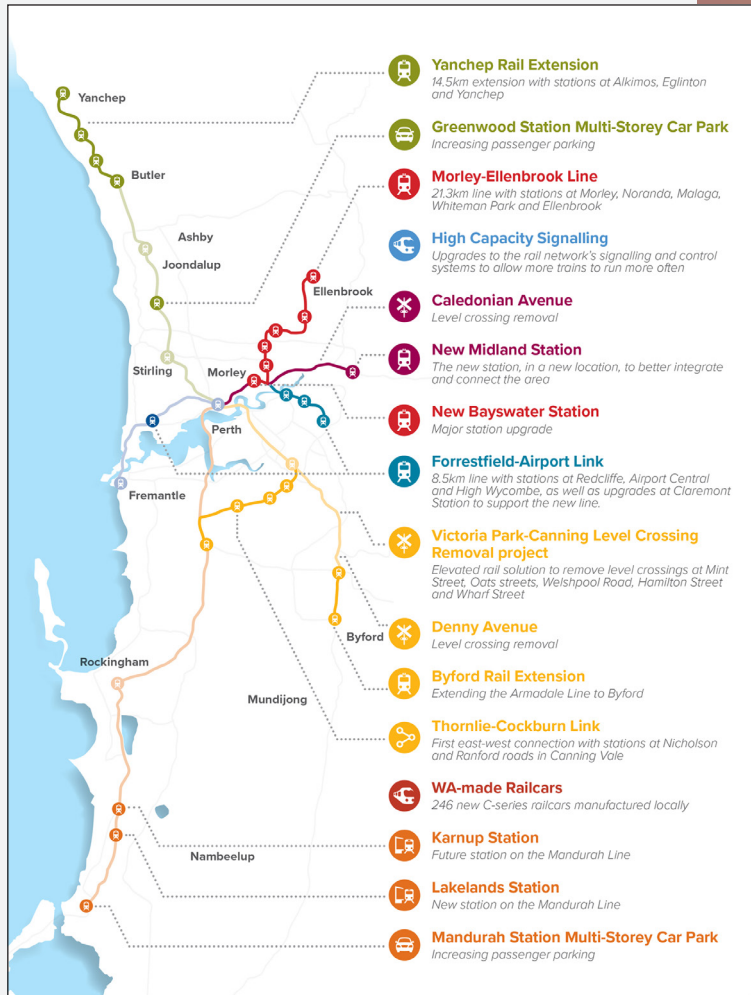 Yanchep
Butler
Ashby
Joondalup
Ellenbrook
Stirling
Morley
Perth
Fremantle
Byford
Rockingham
Mundijong
Nambeelup
Yanchep Rail Extension
14.5km extension with stations at Alkimos, Eglinton
and Yanchep
Greenwood Station Multi-Storey Car Park
Increasing passenger parking
Morley-Ellenbrook Line
21.3km line with stations at Morley, Noranda, Malaga,
Whiteman Park and Ellenbrook
High Capacity Signalling
Upgrades to the rail network's signalling and control
systems to allow more trains to run more often
Caledonian Avenue
Level crossing removal
New Midland Station
The new station, in a new location, to better integrate
and connect the area
New Bayswater Station
Major station upgrade
Forrestfield-Airport Link
8.5km line with stations at Redcliffe, Airport Central
and High Wycombe, as well as upgrades at Claremont
Station to support the new line.
Victoria Park-Canning Level Crossing
Removal project
Elevated rail solution to remove level crossings at Mint
Street, Oats streets, Welshpool Road, Hamilton Street
and Wharf Street
Denny Avenue
Level crossing removal
Byford Rail Extension
Extending the Armadale Line to Byford
Thornlie-Cockburn Link
First east-west connection with stations at Nicholson
and Ranford roads in Canning Vale
WA-made Railcars
246 new C-series railcars manufactured locally
Karnup Station
Future station on the Mandurah Line
Lakelands Station
New station on the Mandurah Line
Mandurah Station Multi-Storey Car Park
Increasing passenger parking